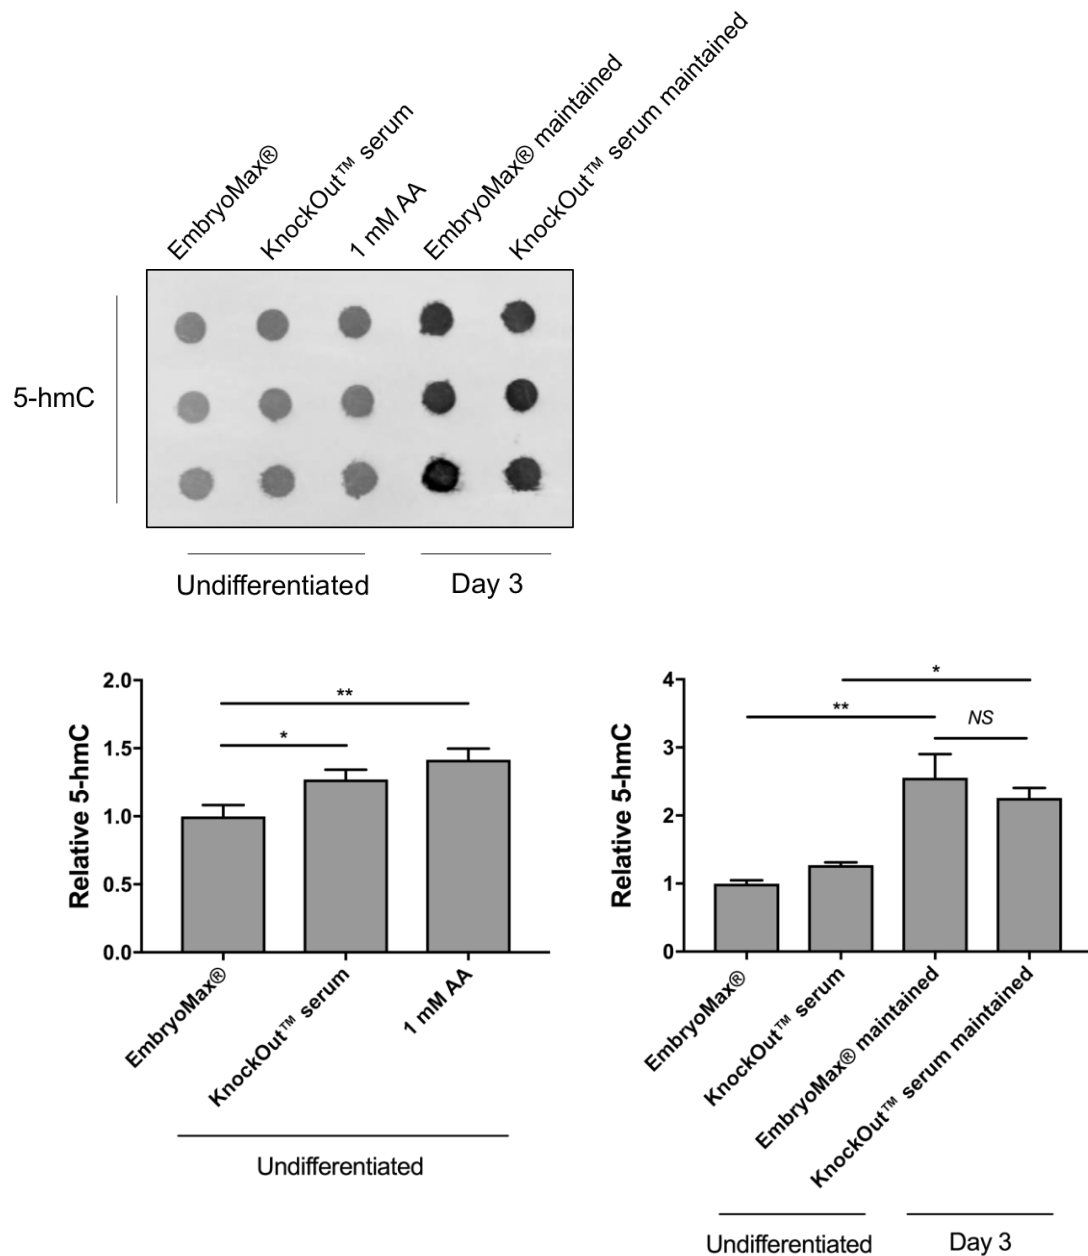 EmbryoMax®
KnockOut™ serum
1 mM AA
EmbryoMax® maintained
KnockOut™ serum maintained
5-hmC
Undifferentiated
Day 3
Relative 5-hmC
2.0
1.5
1.0
0.5
0.0
**
*
EmbryoMax®
KnockOut™ serum
1 mM AA
Undifferentiated
Relative 5-hmC
4
3
2
1
0
*
**
NS
EmbryoMax®
KnockOut™ serum
EmbryoMax® maintained
KnockOut™ serum maintained
Undifferentiated
Day 3